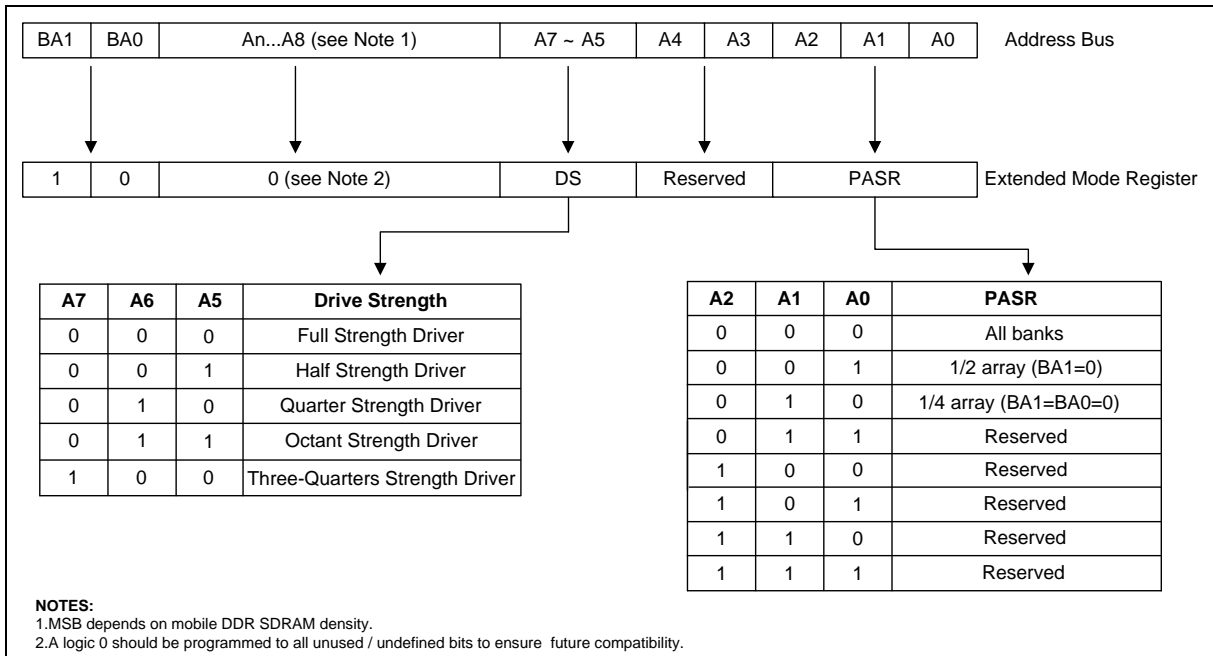 BA1 BA0 An...A8 (see Note 1) A7 ~ A5 A4 A3 A2 A1 A0 Address Bus
1 0 0 (see Note 2) DS Reserved PASR Extended Mode Register
A7 A6 A5 Drive Strength
0 0 0 Full Strength Driver
0 0 1 Half Strength Driver
0 1 0 Quarter Strength Driver
0 1 1 Octant Strength Driver
1 0 0 Three-Quarters Strength Driver
A2 A1 A0 PASR
0 0 0 All banks
0 0 1 1/2 array (BA1=0)
0 1 0 1/4 array (BA1=BA0=0)
0 1 1 Reserved
1 0 0 Reserved
1 0 1 Reserved
1 1 0 Reserved
1 1 1 Reserved
NOTES:
1.MSB depends on mobile DDR SDRAM density.
2.A logic 0 should be programmed to all unused / undefined bits to ensure future compatibility.